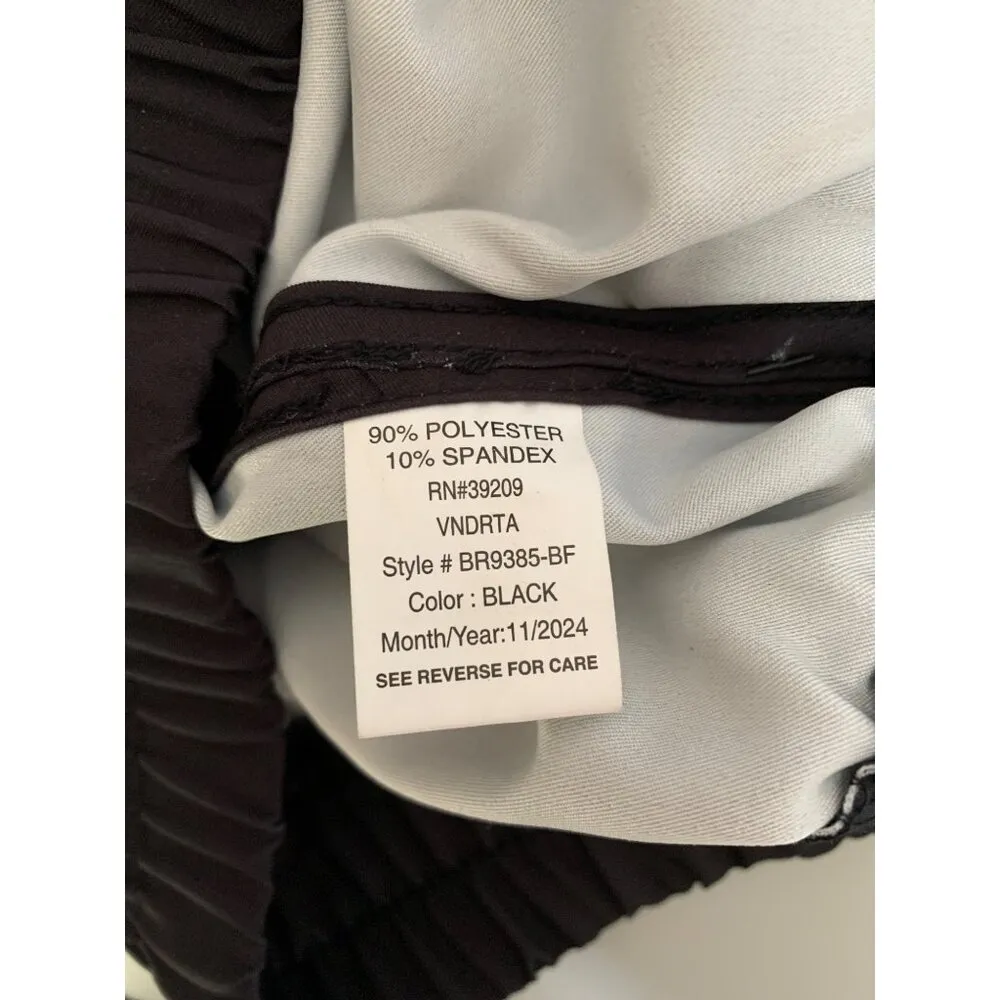 90% POLYESTER
10% SPANDEX
RN#39209
VNDRTA
Style # BR9385-BF
Color : BLACK
Month/Year:11/2024
SEE REVERSE FOR CARE